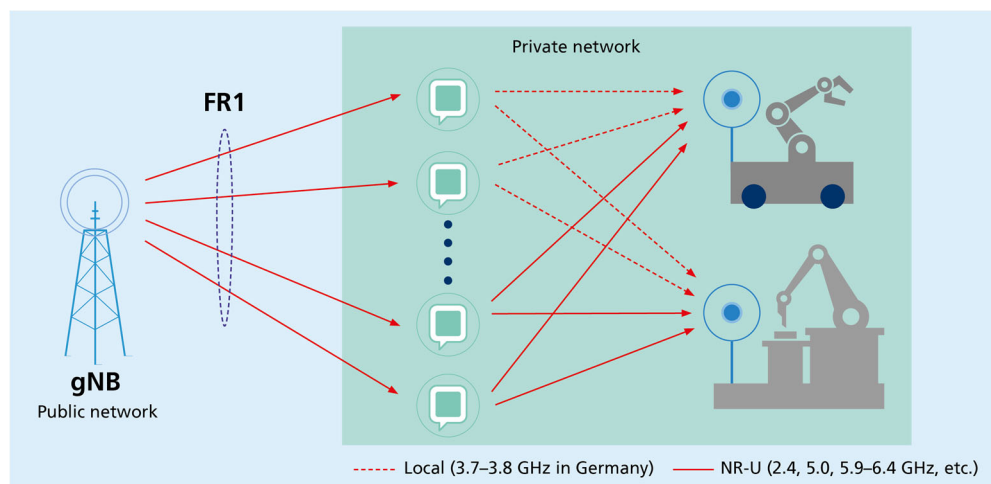 Private network
FR1
gNB
Public network
Local (3.7–3.8 GHz in Germany)
NR-U (2.4, 5.0, 5.9–6.4 GHz, etc.)